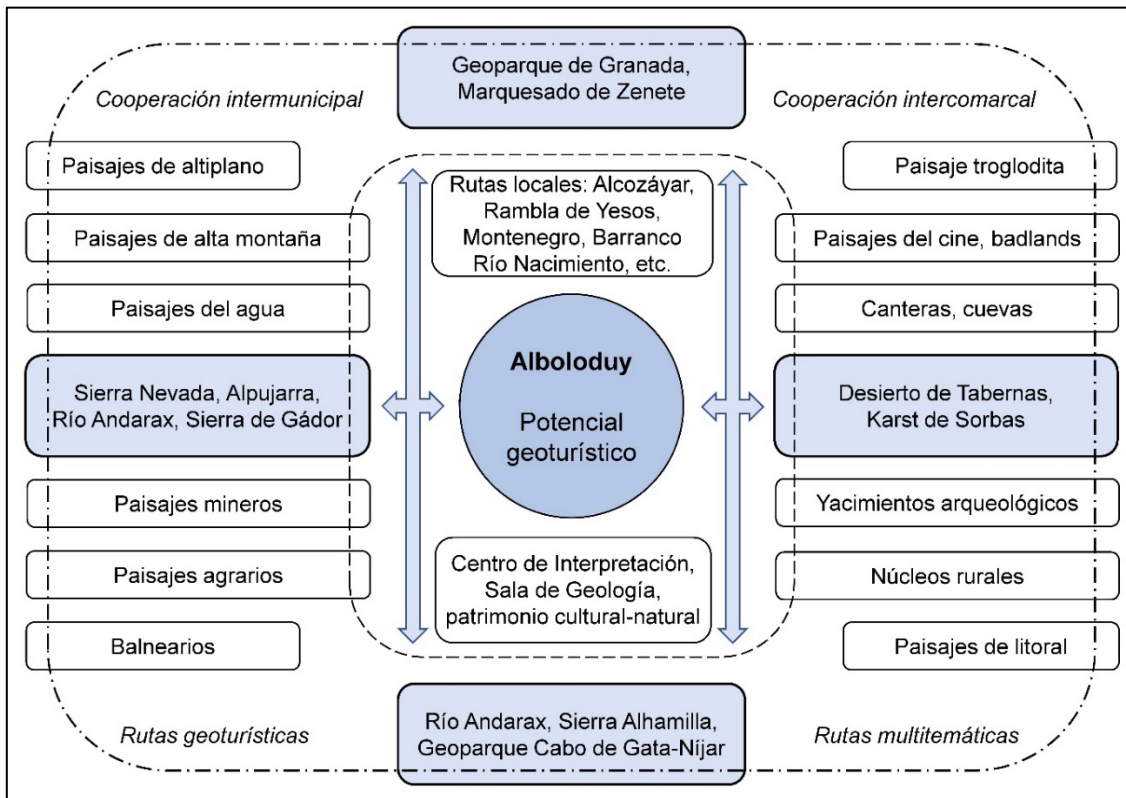 Geoparque de Granada,
Marquesado de Zenete
Cooperación intermunicipal
Cooperación intercomarcal
Paisajes de altiplano
Paisajes de alta montaña
Paisajes del agua
Sierra Nevada, Alpujarra,
Río Andarax, Sierra de Gádor
Paisajes mineros
Paisajes agrarios
Balnearios
Rutas locales: Alcozáyar,
Rambla de Yesos,
Montenegro, Barranco
Río Nacimiento, etc.
Alboloduy
Potencial
geoturístico
Centro de Interpretación,
Sala de Geología,
patrimonio cultural-natural
Paisaje troglodita
Paisajes del cine, badlands
Canteras, cuevas
Desierto de Tabernas,
Karst de Sorbas
Yacimientos arqueológicos
Núcleos rurales
Paisajes de litoral
Rutas geoturísticas
Río Andarax, Sierra Alhamilla,
Geoparque Cabo de Gata-Níjar
Rutas multitemáticas